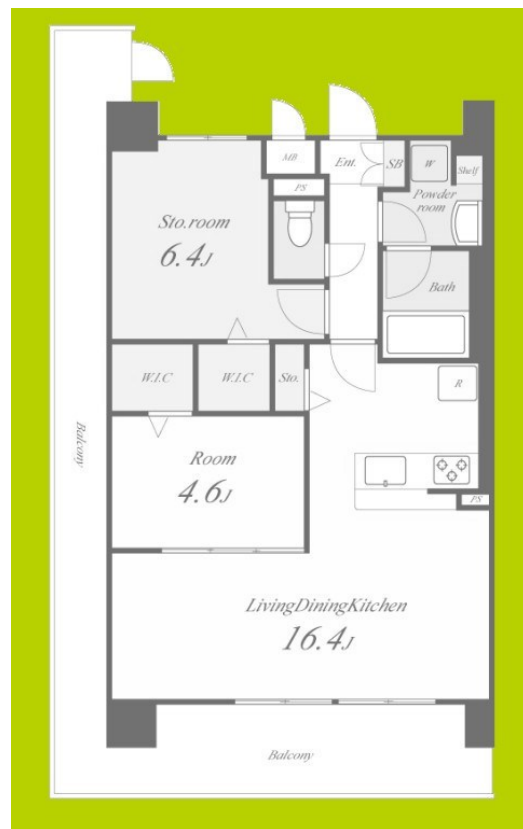 MB
Ent.
SB
W
Shelf
PS
Powder
room
Sto.room
6.4J
Bath
W.I.C
W.I.C
Sto.
R
Balcony
Room
4.6J
PS
LivingDiningKitchen
16.4J
Balcony